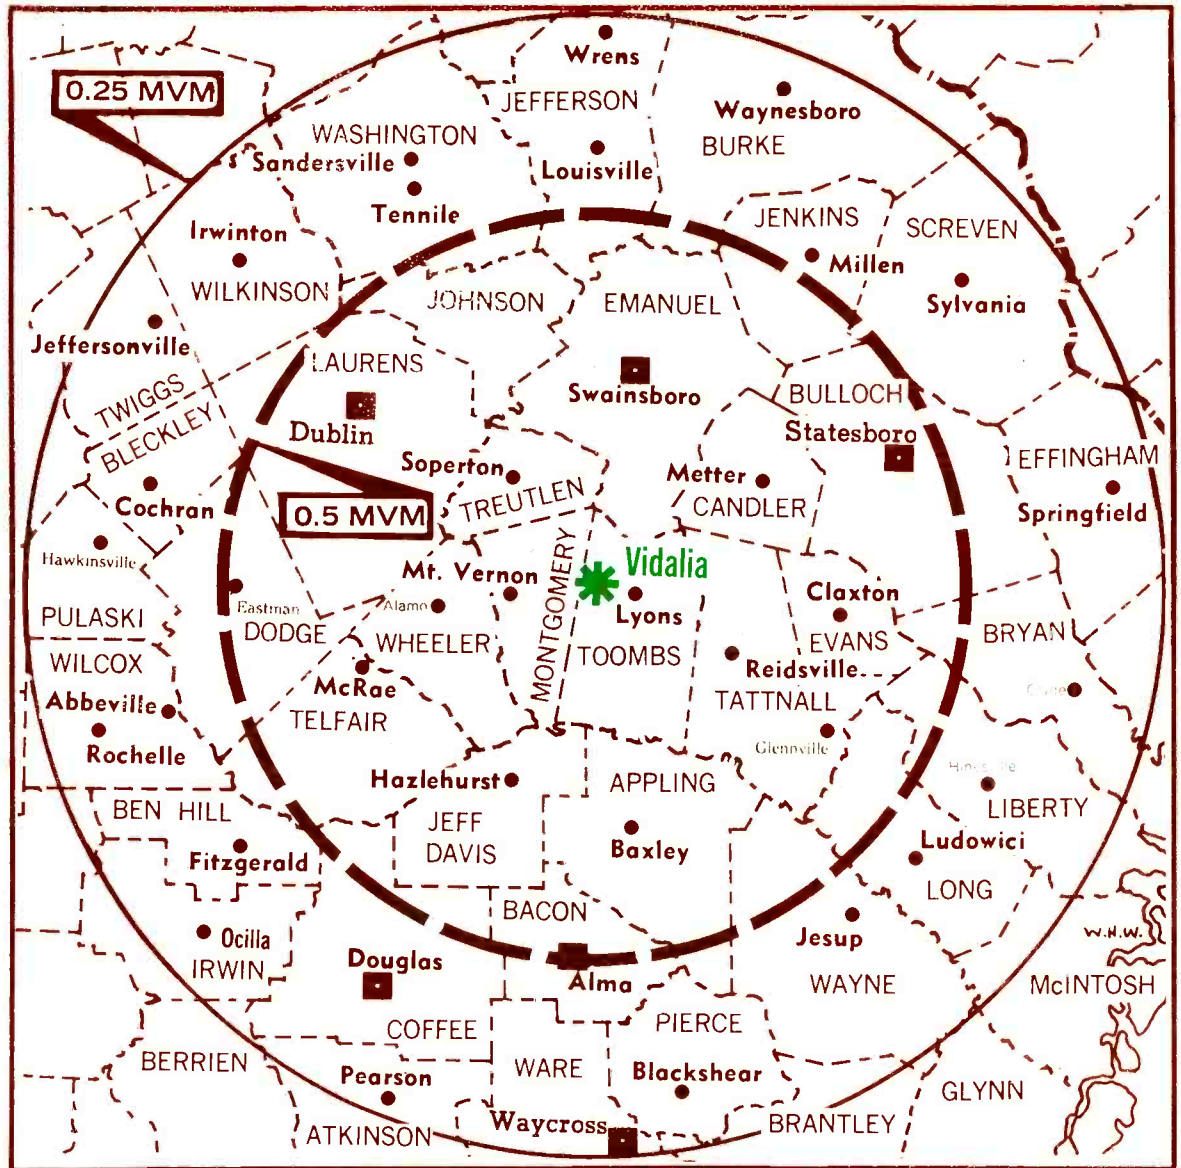 Wrens
0.25 MVM
JEFFERSON
Waynesboro
WASHINGTON
BURKE
Sandersville
Louisville
Tennile
JENKINS
SCREVEN
Irwinton
Millen
WILKINSON
JOHNSON
EMANUEL
Sylvania
Jeffersonville
LAURENS
TWIGGS
Swainsboro
BULLOCH
BLECKLEY
Dublin
Statesboro
Soperton
Metter
EFFINGHAM
Cochran
TREUTLEN
CANDLER
Springfield
0.5 MVM
Hawkinsville
Vidalia
Mt. Vernon
Claxton
Eastman
Alamo
MONTGOMERY
Lyons
PULASKI
DODGE
WHEELER
EVANS
BRYAN
WILCOX
TOOMBS
Reidsville
McRae
TATTNALL
Abbeville
TELFAIR
Rochelle
Glennville
Hazlehurst
APPLING
BEN HILL
JEFF
DAVIS
LIBERTY
Fitzgerald
Baxley
Ludowici
LONG
BACON
Ocilla
Jesup
W.N.W.
IRWIN
Douglas
Alma
WAYNE
McINTOSH
COFFEE
PIERCE
BERRIEN
Pearson
WARE
Blackshear
GLYNN
Waycross
BRANTLEY
ATKINSON